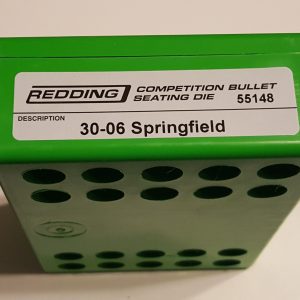 REDDING COMPETITION BULLET
SEATING DIE 55148
DESCRIPTION
30-06 Springfield